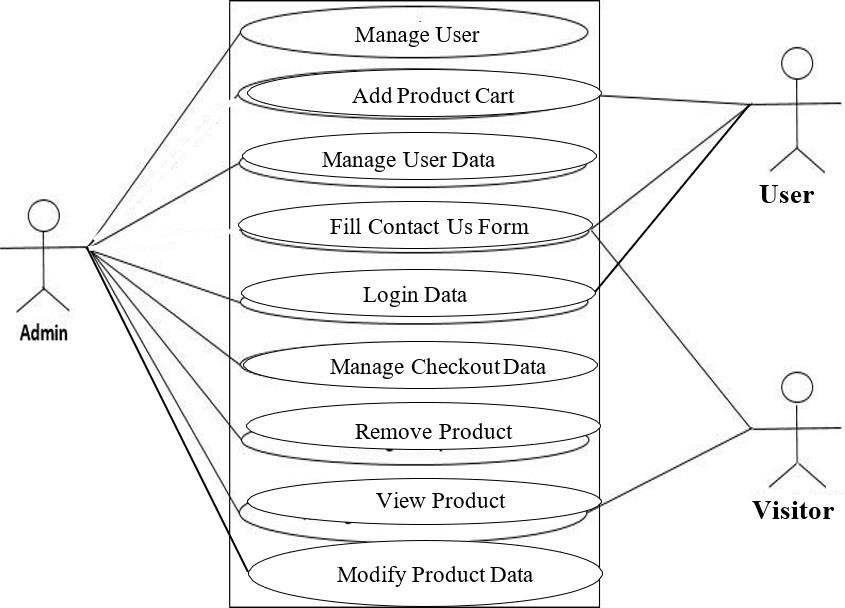 Manage User
Add Product Cart
Manage User Data
User
Fill Contact Us Form
Login Data
Admin
Manage Checkout Data
Remove Product
View Product
Visitor
Modify Product Data